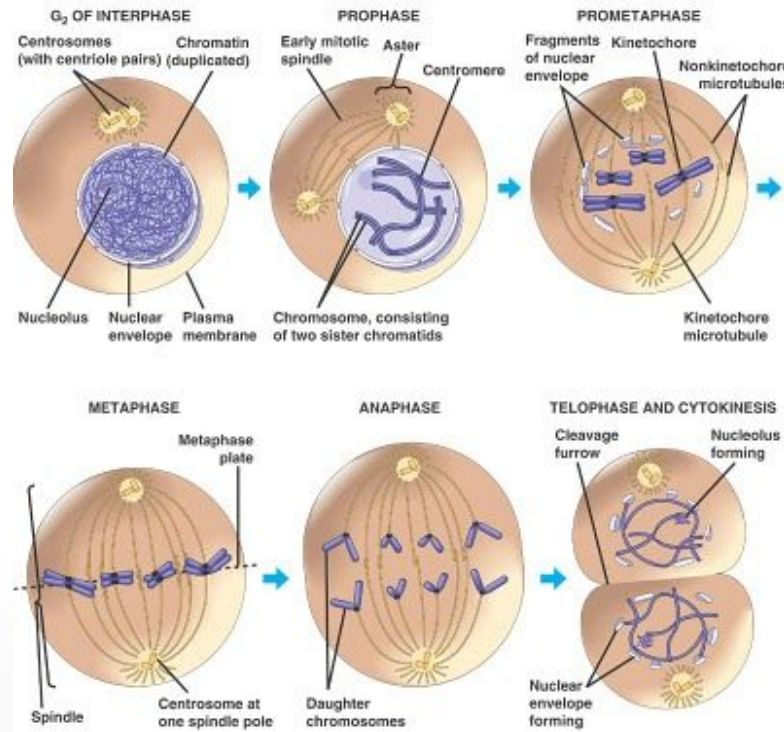 G₂ OF INTERPHASE
PROPHASE
PROMETAPHASE
Centrosomes
(with centriole pairs)
Chromatin
(duplicated)
Early mitotic
spindle
Aster
Centromere
Fragments
of nuclear
envelope
Kinetochore
Nonkinetochore
microtubules
Nucleolus
Nuclear
envelope
Plasma
membrane
Chromosome, consisting
of two sister chromatids
Kinetochore
microtubule
METAPHASE
ANAPHASE
TELOPHASE AND CYTOKINESIS
Metaphase
plate
Cleavage
furrow
Nucleolus
forming
Spindle
Centrosome at
one spindle pole
Daughter
chromosomes
Nuclear
envelope
forming